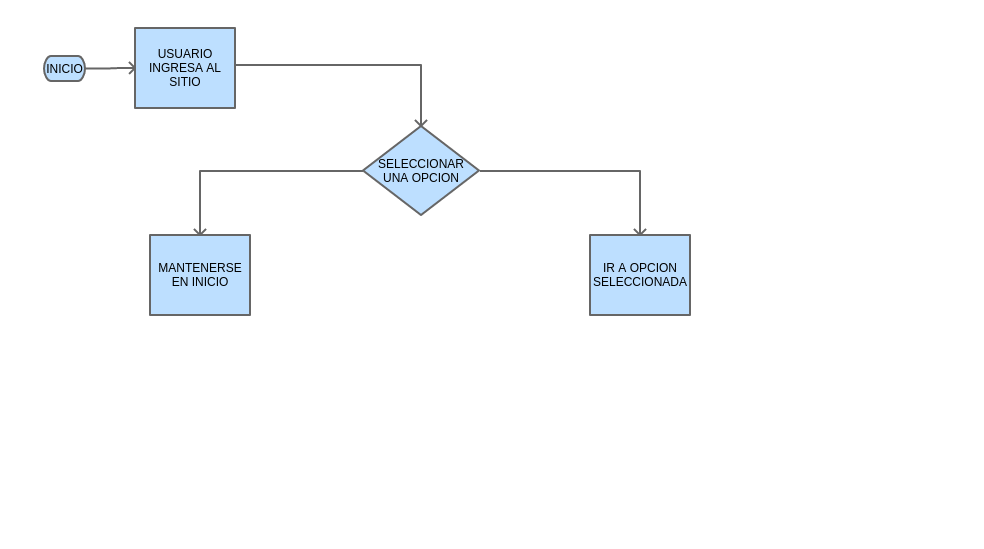 INICIO
USUARIO
INGRESA AL
SITIO
SELECCIONAR
UNA OPCION
MANTENERSE
EN INICIO
IR A OPCION
SELECCIONADA